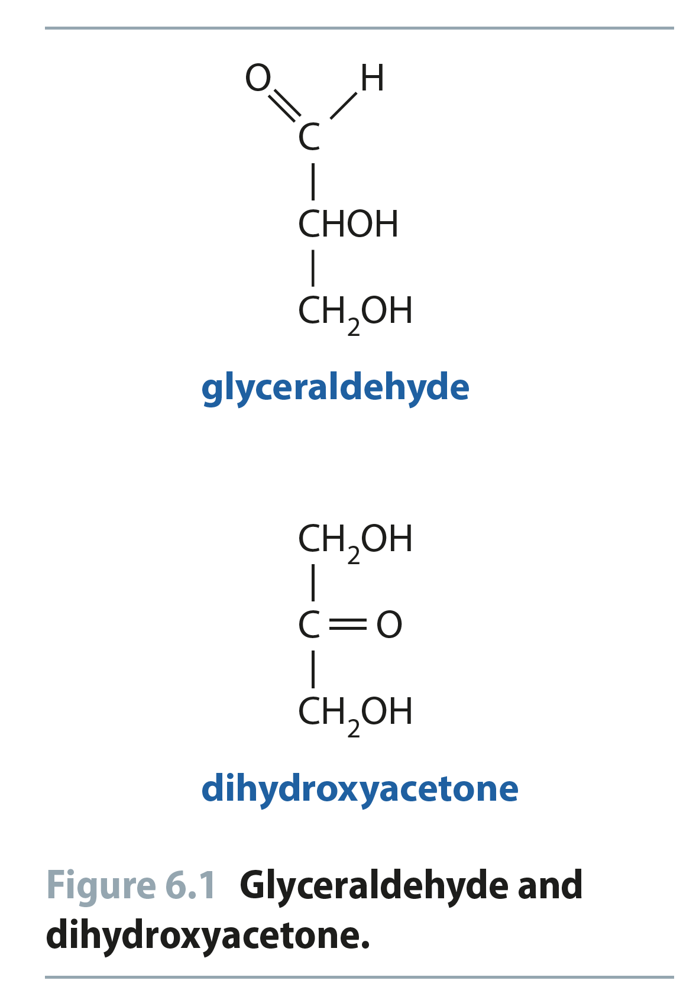 O H
C
CHOH
CH₂OH
glyceraldehyde
CH₂OH
C O
CH₂OH
dihydroxyacetone
Figure 6.1 Glyceraldehyde and
dihydroxyacetone.